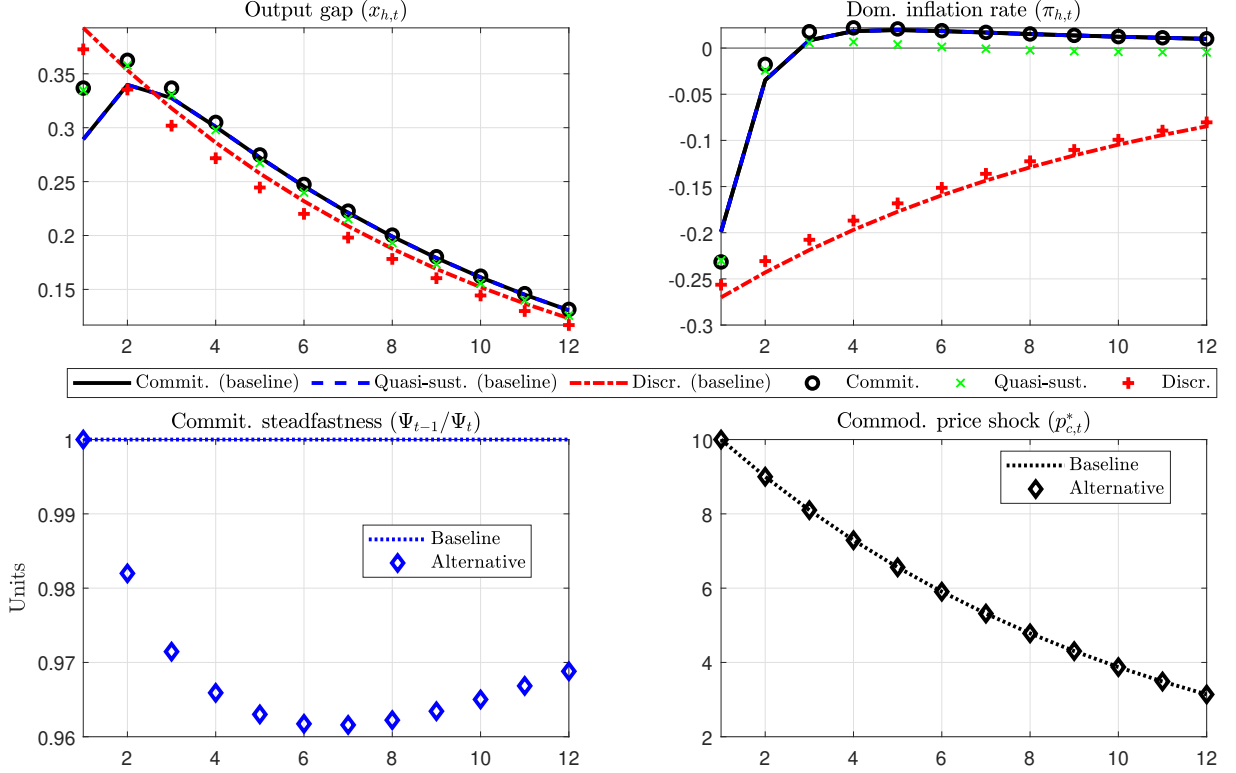 Output gap (x_{h,t})
0.35
0.3
0.25
0.2
0.15
2 4 6 8 10 12
Dom. inflation rate (π_{h,t})
0
-0.05
-0.1
-0.15
-0.2
-0.25
-0.3
2 4 6 8 10 12
Commit. (baseline) Quasi-sust. (baseline) Discr. (baseline) Commit. Quasi-sust. Discr.
Commit. steadfastness (Ψ_{t−1}/Ψ_t)
Units
1
0.99
0.98
0.97
0.96
Baseline
Alternative
2 4 6 8 10 12
Commod. price shock (p*_{c,t})
10
8
6
4
2
Baseline
Alternative
2 4 6 8 10 12